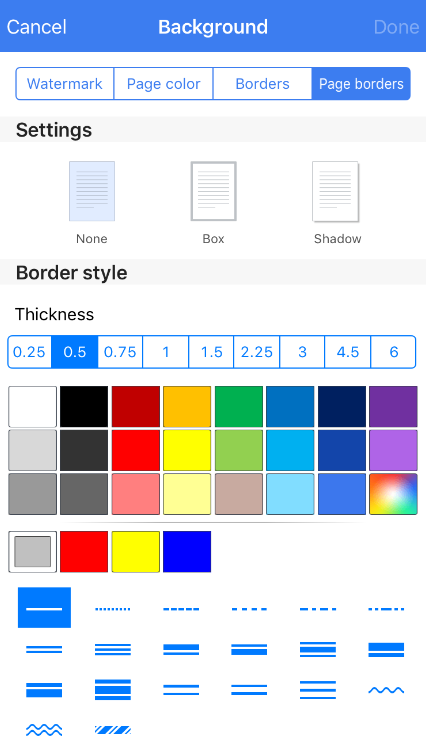 Cancel Background Done
Watermark Page color Borders Page borders
Settings
None Box Shadow
Border style
Thickness
0.25 0.5 0.75 1 1.5 2.25 3 4.5 6